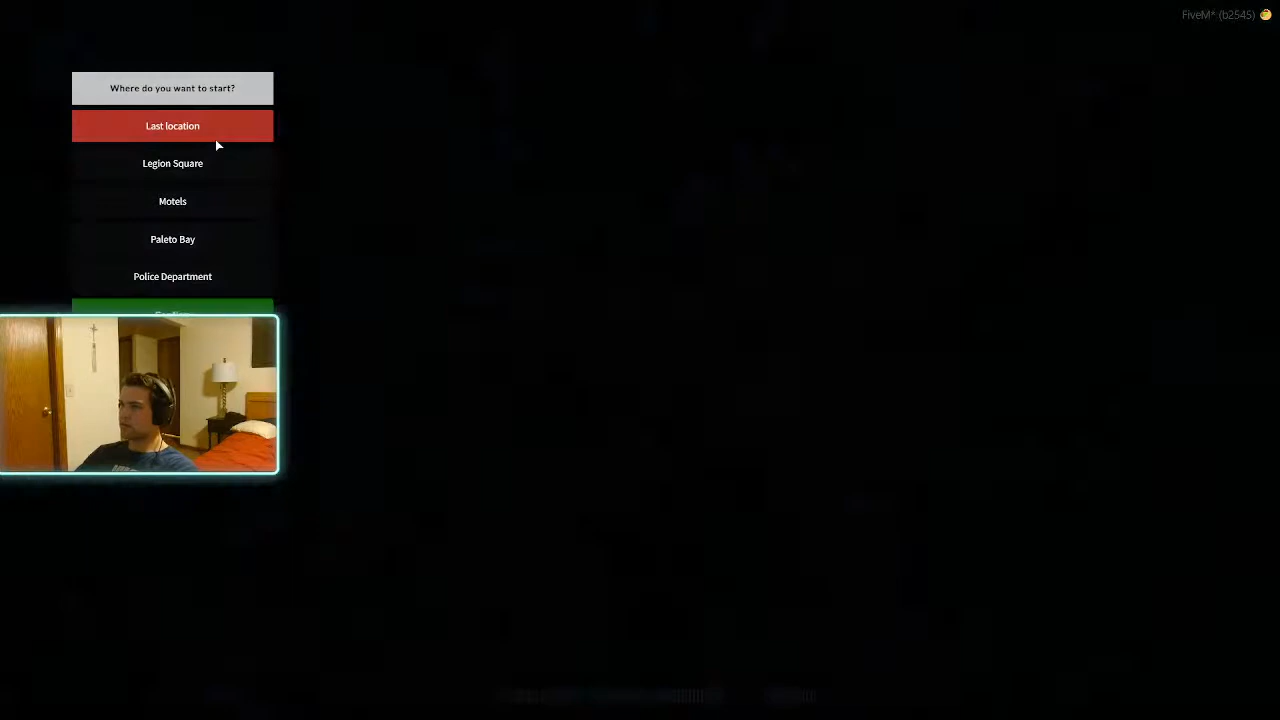 FiveM* (b2545)
Where do you want to start?
Last location
Legion Square
Motels
Paleto Bay
Police Department